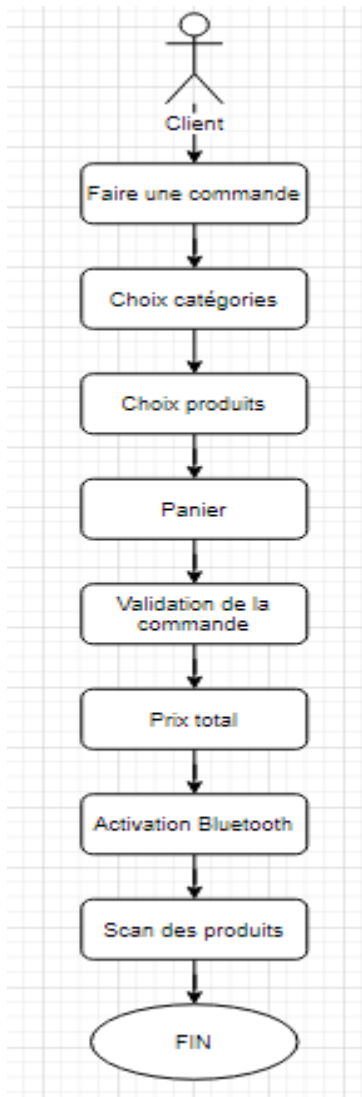 Client
Faire une commande
Choix catégories
Choix produits
Panier
Validation de la
commande
Prix total
Activation Bluetooth
Scan des produits
FIN